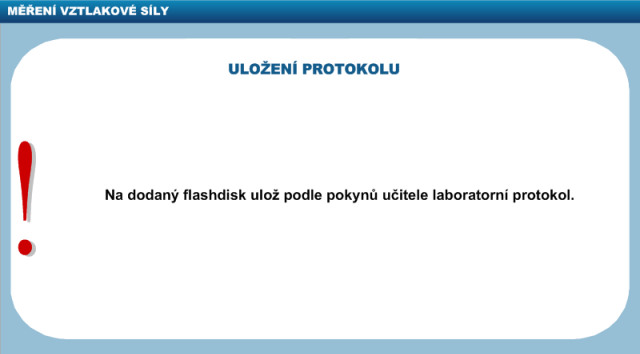 MĚŘENÍ VZTLAKOVÉ SÍLY
ULOŽENÍ PROTOKOLU
Na dodaný flashdisk ulož podle pokynů učitele laboratorní protokol.